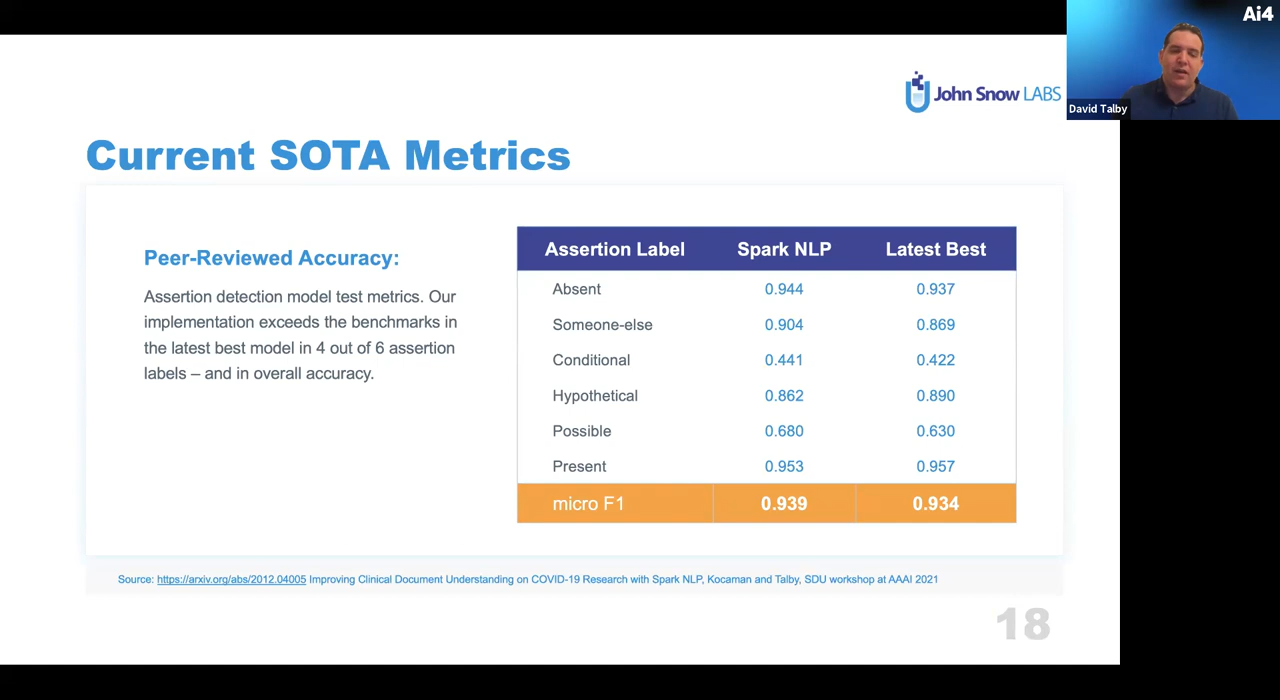 Ai4
David Talby
John Snow LABS
Current SOTA Metrics
Peer-Reviewed Accuracy:
Assertion detection model test metrics. Our
implementation exceeds the benchmarks in
the latest best model in 4 out of 6 assertion
labels – and in overall accuracy.
Assertion Label Spark NLP Latest Best
Absent 0.944 0.937
Someone-else 0.904 0.869
Conditional 0.441 0.422
Hypothetical 0.862 0.890
Possible 0.680 0.630
Present 0.953 0.957
micro F1 0.939 0.934
Source: https://arxiv.org/abs/2012.04005 Improving Clinical Document Understanding on COVID-19 Research with Spark NLP, Kocaman and Talby, SDU workshop at AAAI 2021
18